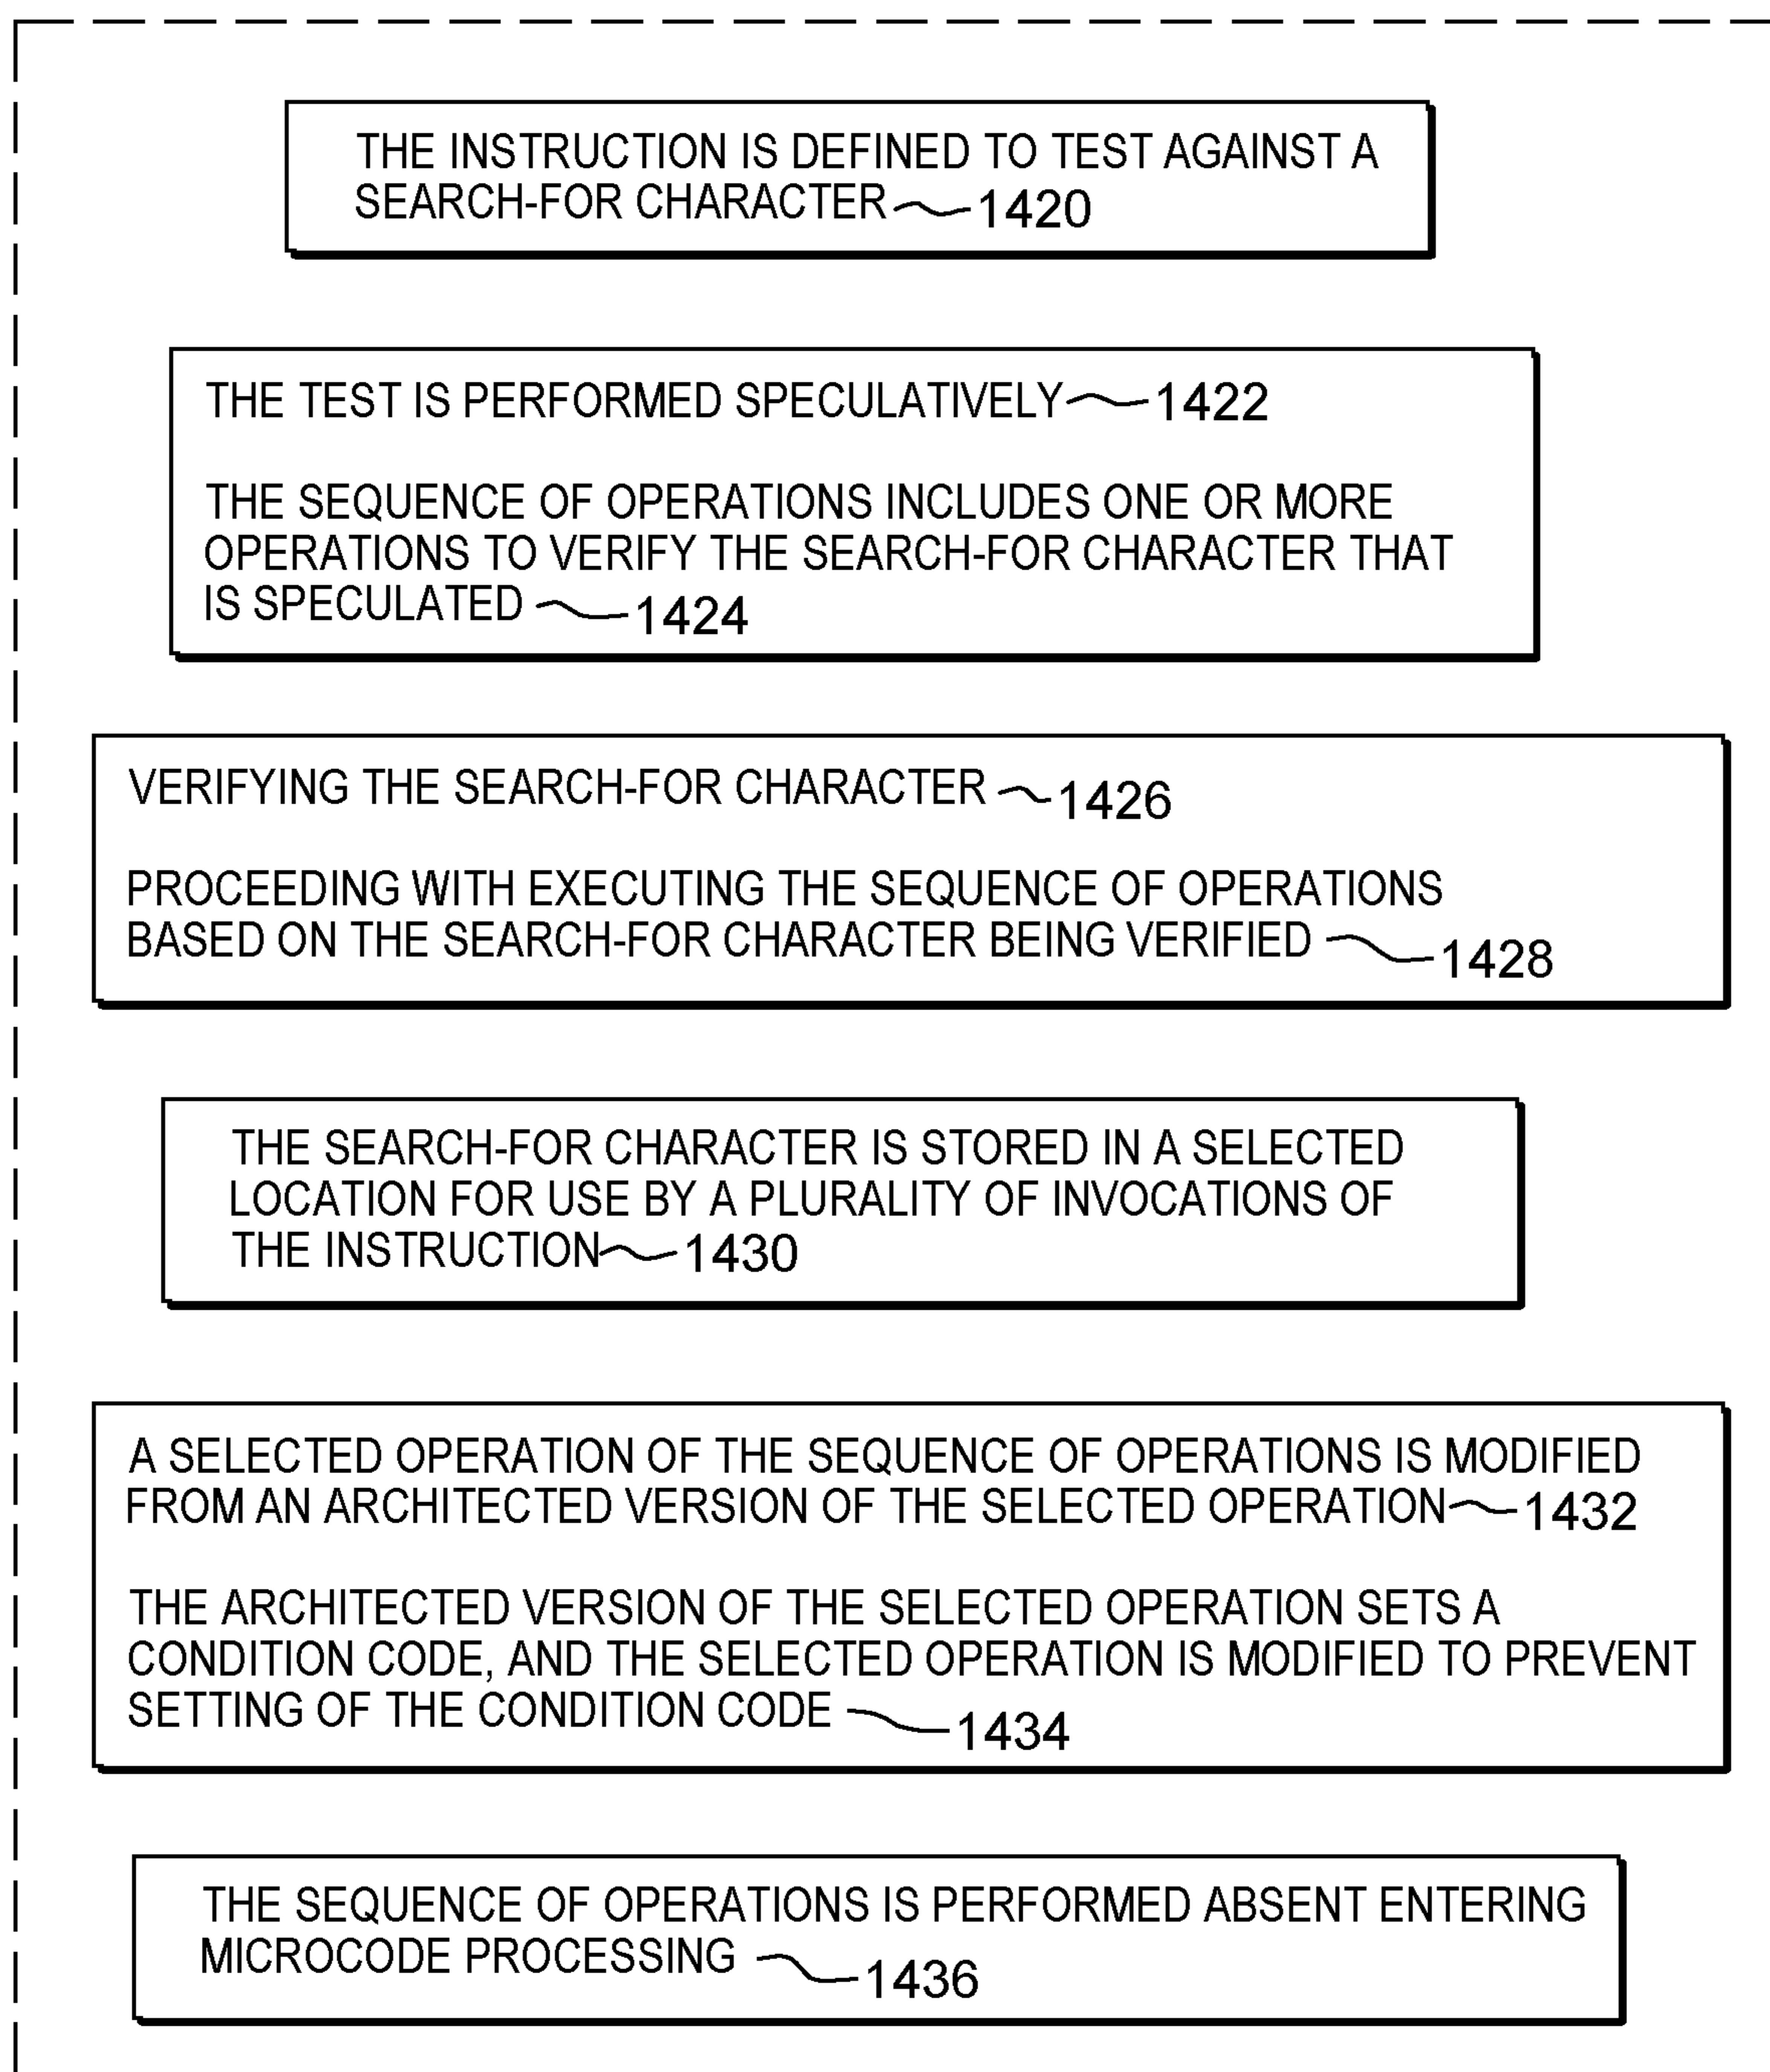 THE INSTRUCTION IS DEFINED TO TEST AGAINST A
SEARCH-FOR CHARACTER 1420
THE TEST IS PERFORMED SPECULATIVELY 1422
THE SEQUENCE OF OPERATIONS INCLUDES ONE OR MORE
OPERATIONS TO VERIFY THE SEARCH-FOR CHARACTER THAT
IS SPECULATED 1424
VERIFYING THE SEARCH-FOR CHARACTER 1426
PROCEEDING WITH EXECUTING THE SEQUENCE OF OPERATIONS
BASED ON THE SEARCH-FOR CHARACTER BEING VERIFIED 1428
THE SEARCH-FOR CHARACTER IS STORED IN A SELECTED
LOCATION FOR USE BY A PLURALITY OF INVOCATIONS OF
THE INSTRUCTION 1430
A SELECTED OPERATION OF THE SEQUENCE OF OPERATIONS IS MODIFIED
FROM AN ARCHITECTED VERSION OF THE SELECTED OPERATION 1432
THE ARCHITECTED VERSION OF THE SELECTED OPERATION SETS A
CONDITION CODE, AND THE SELECTED OPERATION IS MODIFIED TO PREVENT
SETTING OF THE CONDITION CODE 1434
THE SEQUENCE OF OPERATIONS IS PERFORMED ABSENT ENTERING
MICROCODE PROCESSING 1436